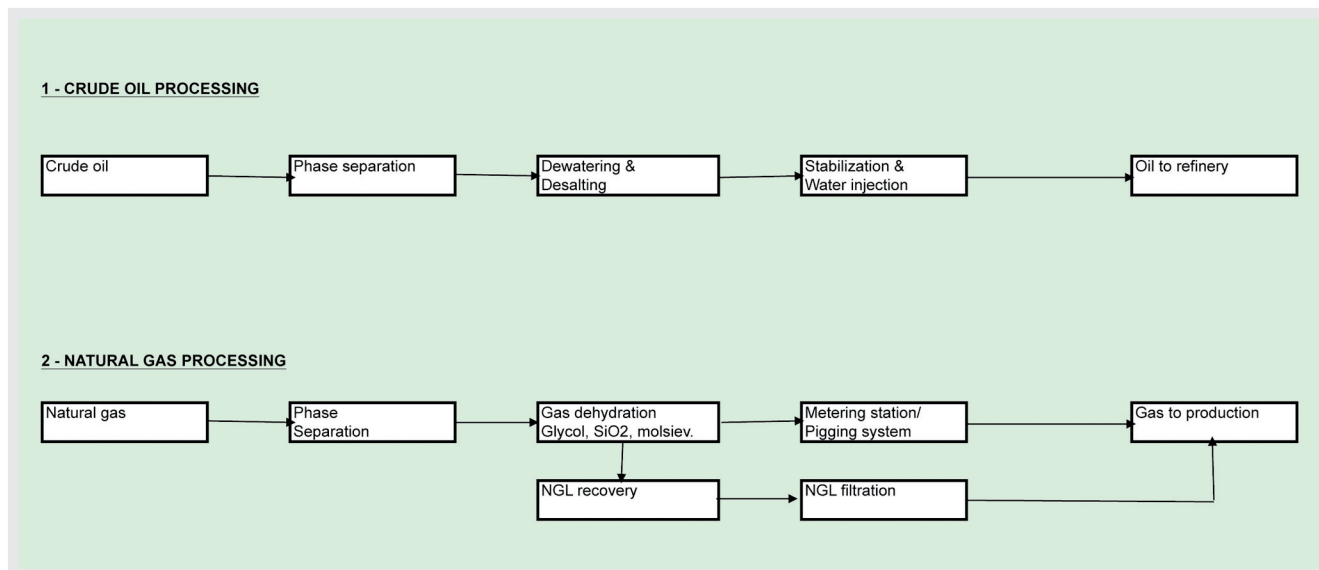 1 - CRUDE OIL PROCESSING
Crude oil
Phase separation
Dewatering &
Desalting
Stabilization &
Water injection
Oil to refinery
2 - NATURAL GAS PROCESSING
Natural gas
Phase
Separation
Gas dehydration
Glycol, SiO2, molsiev.
Metering station/
Pigging system
Gas to production
NGL recovery
NGL filtration